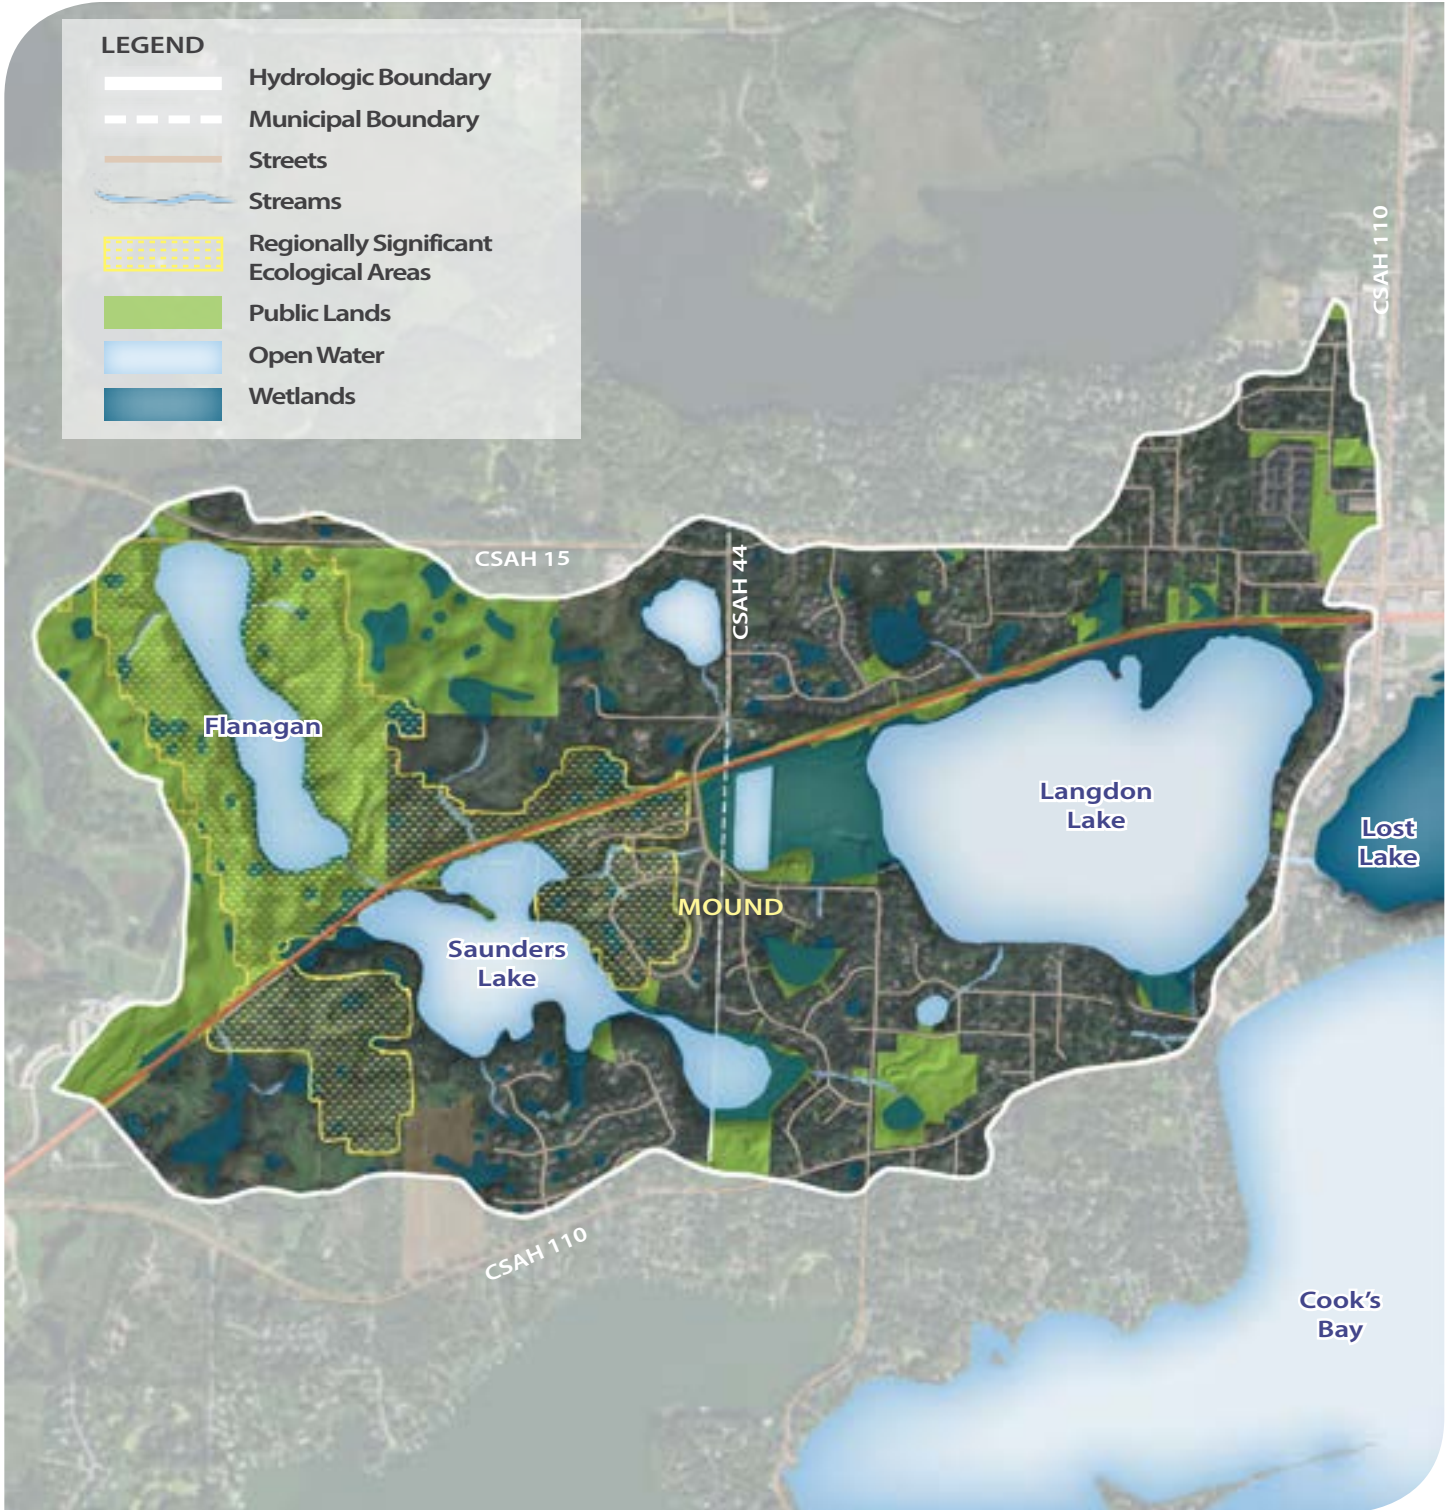 LEGEND
Hydrologic Boundary
Municipal Boundary
Streets
Streams
Regionally Significant
Ecological Areas
Public Lands
Open Water
Wetlands
CSAH 110
CSAH 15
CSAH 44
Flanagan
Langdon
Lake
Lost
Lake
MOUND
Saunders
Lake
CSAH 110
Cook’s
Bay